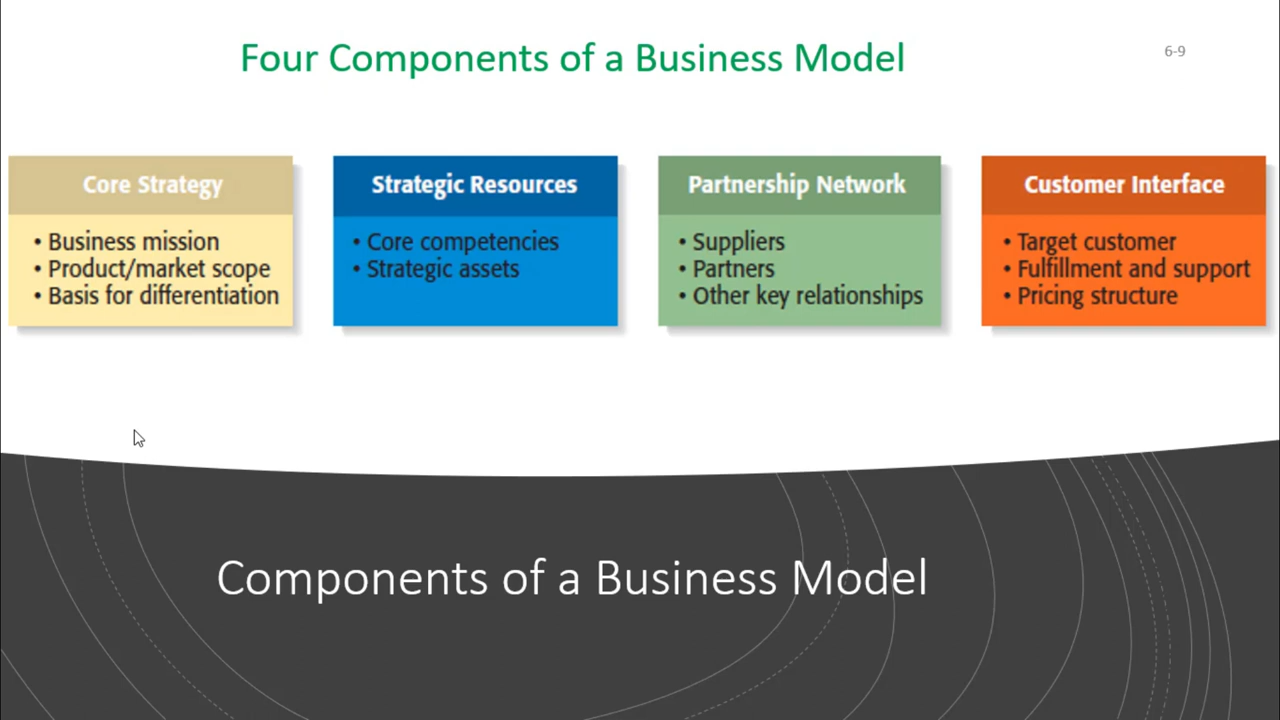 Four Components of a Business Model
6-9
Core Strategy
• Business mission
• Product/market scope
• Basis for differentiation
Strategic Resources
• Core competencies
• Strategic assets
Partnership Network
• Suppliers
• Partners
• Other key relationships
Customer Interface
• Target customer
• Fulfillment and support
• Pricing structure
Components of a Business Model